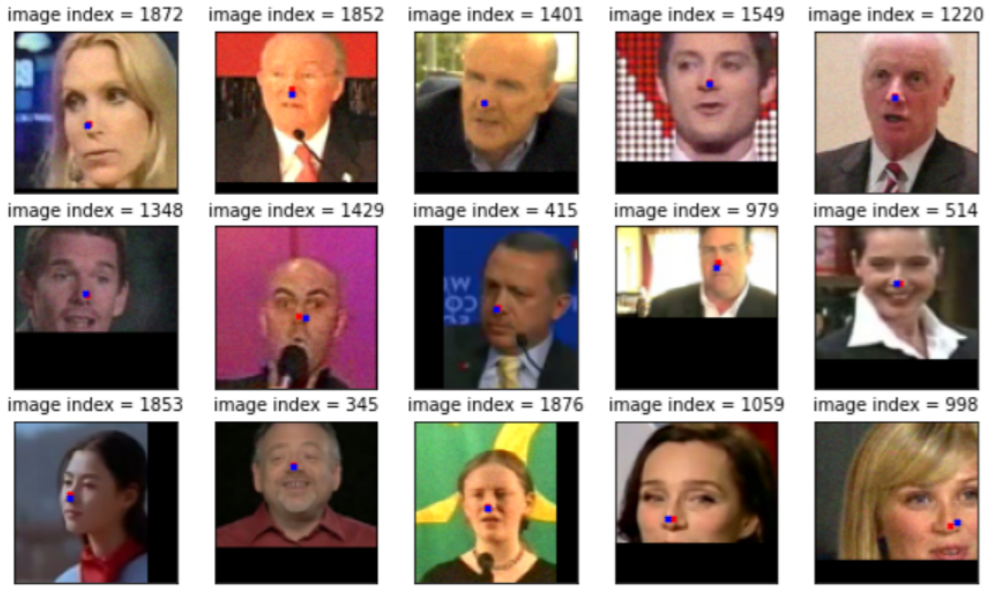 image index = 1872
image index = 1852
image index = 1401
image index = 1549
image index = 1220
image index = 1348
image index = 1429
image index = 415
image index = 979
image index = 514
image index = 1853
image index = 345
image index = 1876
image index = 1059
image index = 998